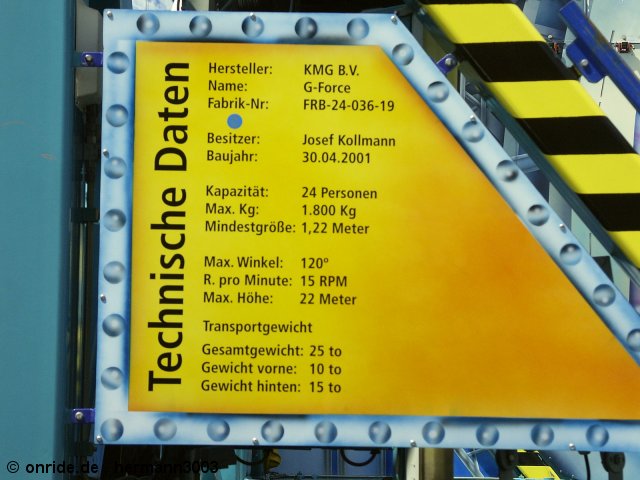 Technische Daten
Hersteller: KMG B.V.
Name: G-Force
Fabrik-Nr: FRB-24-036-19
Besitzer: Josef Kollmann
Baujahr: 30.04.2001
Kapazität: 24 Personen
Max. Kg: 1.800 Kg
Mindestgröße: 1,22 Meter
Max. Winkel: 120º
R. pro Minute: 15 RPM
Max. Höhe: 22 Meter
Transportgewicht
Gesamtgewicht: 25 to
Gewicht vorne: 10 to
Gewicht hinten: 15 to
© onride.de / hermann3003